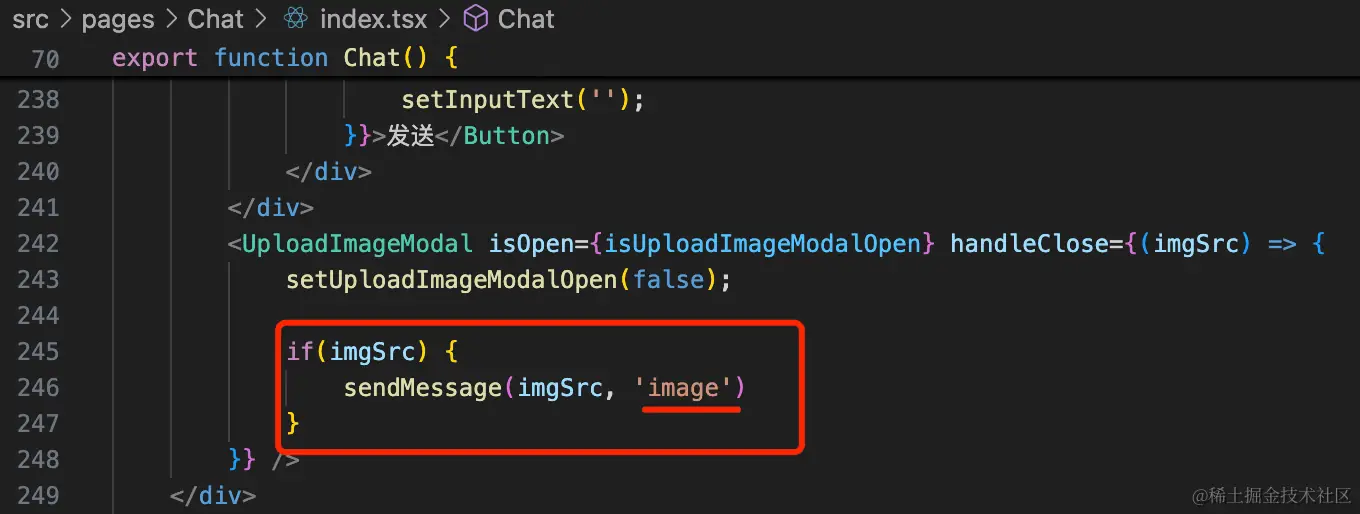 src > pages > Chat > index.tsx > Chat
70 export function Chat() {
238 setInputText('');
239 }}>发送</Button>
240 </div>
241 </div>
242 <UploadImageModal isOpen={isUploadImageModalOpen} handleClose={(imgSrc) => {
243 setUploadImageModalOpen(false);
244
245 if(imgSrc) {
246 sendMessage(imgSrc, 'image')
247 }
248 }} />
249 </div>
@稀土掘金技术社区